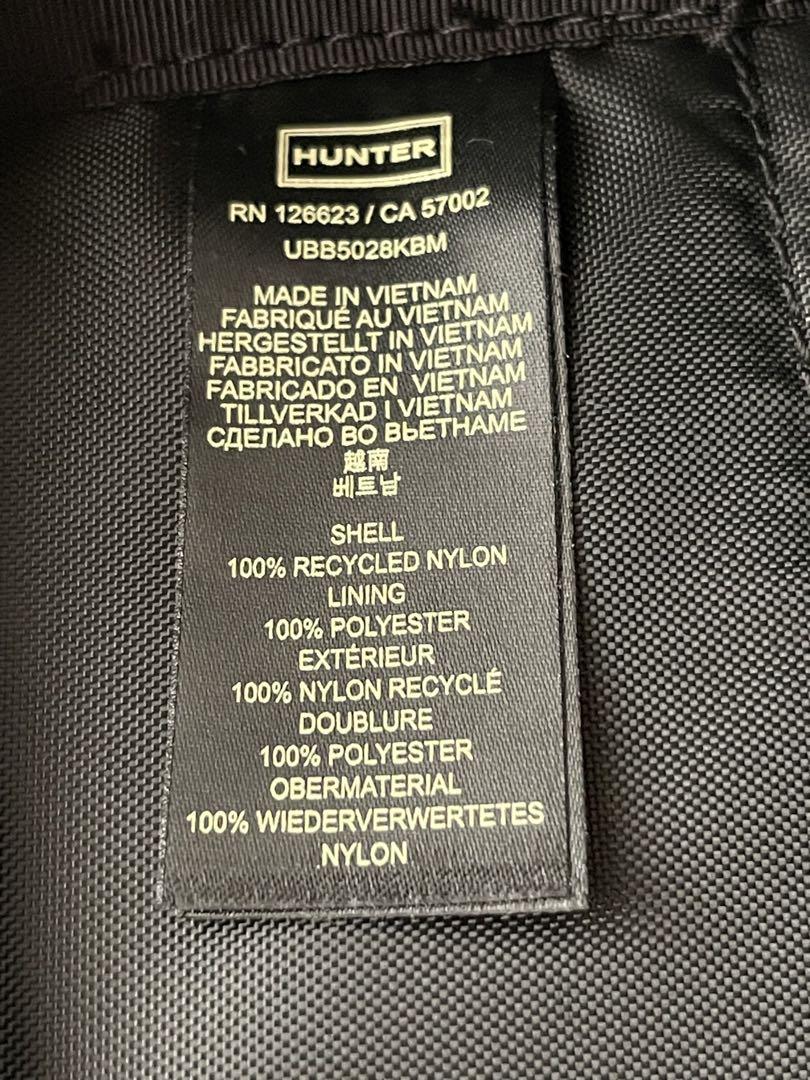 HUNTER
RN 126623 / CA 57002
UBB5028KBM
MADE IN VIETNAM
FABRIQUÉ AU VIETNAM
HERGESTELLT IN VIETNAM
FABBRICATO IN VIETNAM
FABRICADO EN VIETNAM
TILLVERKAD I VIETNAM
СДЕЛАНО ВО ВЬЕТНАМЕ
越南
베트남
SHELL
100% RECYCLED NYLON
LINING
100% POLYESTER
EXTÉRIEUR
100% NYLON RECYCLÉ
DOUBLURE
100% POLYESTER
OBERMATERIAL
100% WIEDERVERWERTETES
NYLON